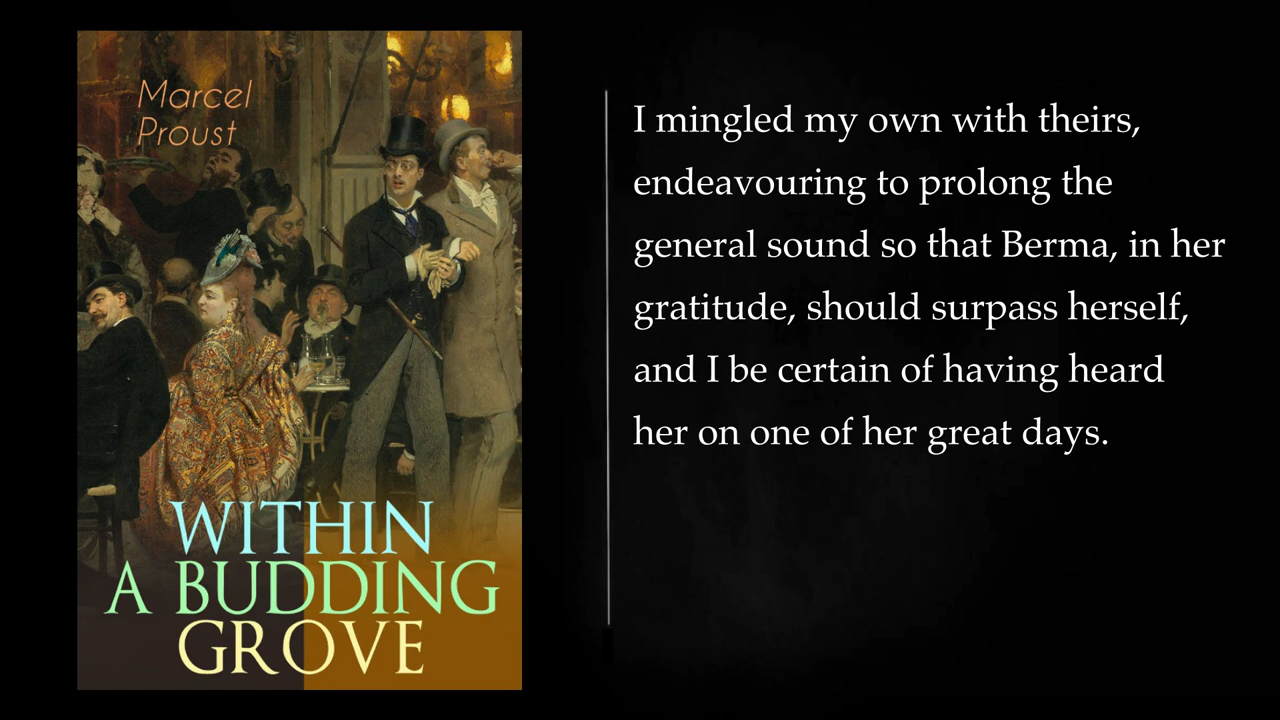 Marcel
Proust
WITHIN
A BUDDING
GROVE
I mingled my own with theirs,
endeavouring to prolong the
general sound so that Berma, in her
gratitude, should surpass herself,
and I be certain of having heard
her on one of her great days.